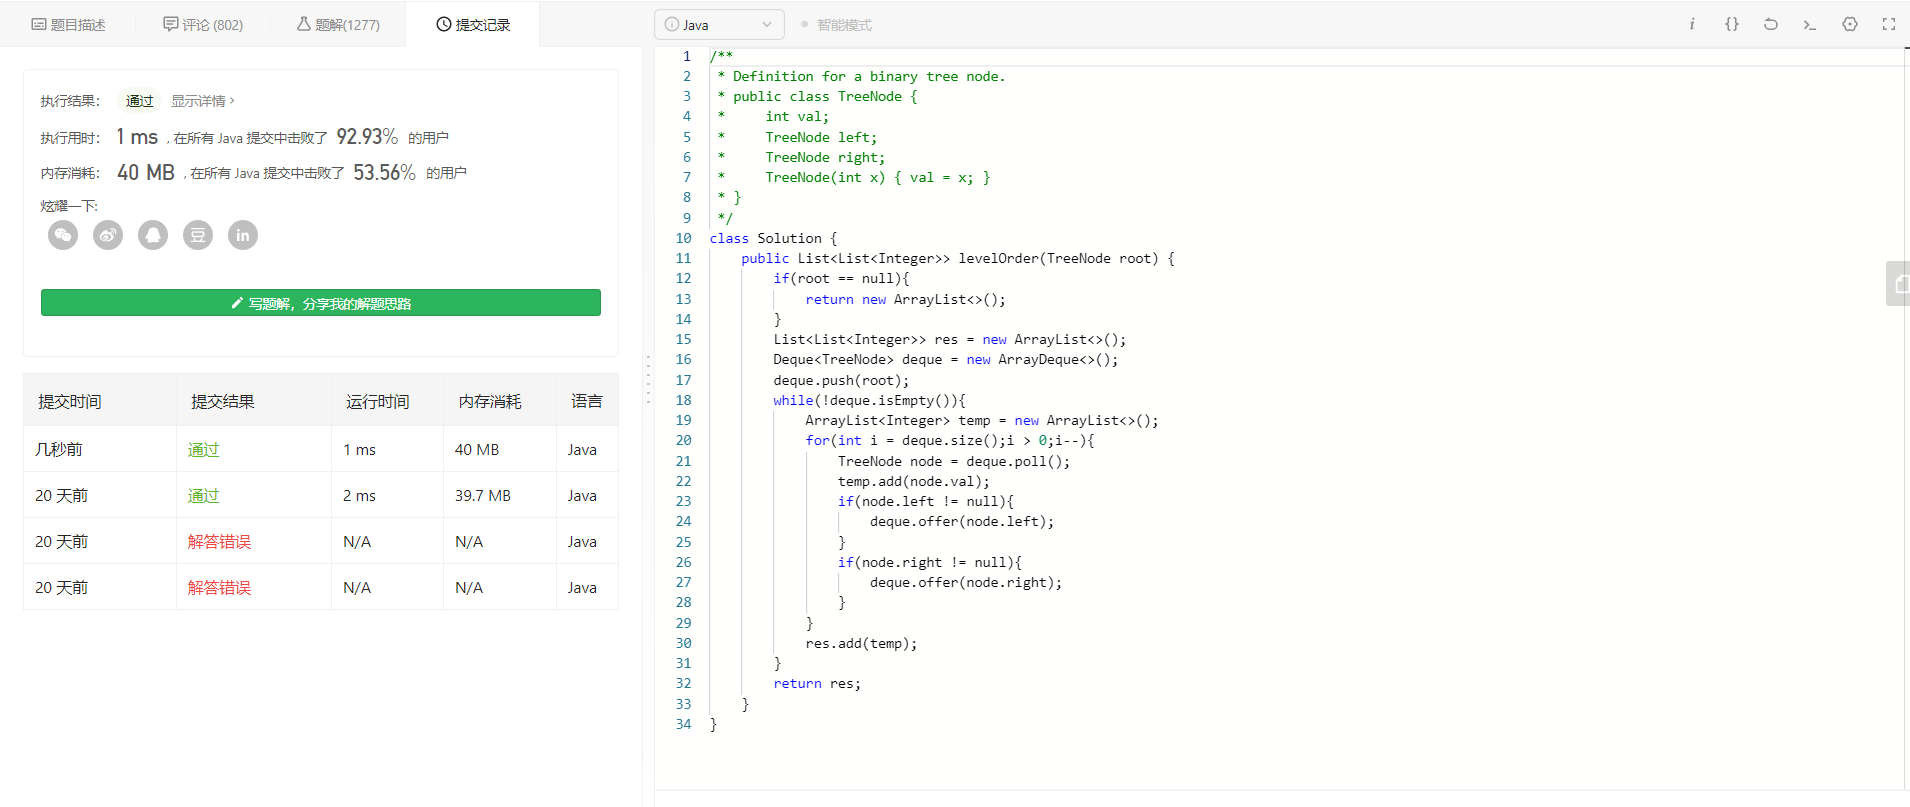 题目描述
评论 (802)
题解(1277)
提交记录
执行结果： 通过 显示详情 ›
执行用时： 1 ms , 在所有 Java 提交中击败了 92.93% 的用户
内存消耗： 40 MB , 在所有 Java 提交中击败了 53.56% 的用户
炫耀一下:
豆 in
写题解，分享我的解题思路
提交时间 提交结果 运行时间 内存消耗 语言
几秒前 通过 1 ms 40 MB Java
20 天前 通过 2 ms 39.7 MB Java
20 天前 解答错误 N/A N/A Java
20 天前 解答错误 N/A N/A Java
Java 智能模式
i {}
1 /**
2 * Definition for a binary tree node.
3 * public class TreeNode {
4 *     int val;
5 *     TreeNode left;
6 *     TreeNode right;
7 *     TreeNode(int x) { val = x; }
8 * }
9 */
10 class Solution {
11     public List<List<Integer>> levelOrder(TreeNode root) {
12         if(root == null){
13             return new ArrayList<>();
14         }
15         List<List<Integer>> res = new ArrayList<>();
16         Deque<TreeNode> deque = new ArrayDeque<>();
17         deque.push(root);
18         while(!deque.isEmpty()){
19             ArrayList<Integer> temp = new ArrayList<>();
20             for(int i = deque.size();i > 0;i--){
21                 TreeNode node = deque.poll();
22                 temp.add(node.val);
23                 if(node.left != null){
24                     deque.offer(node.left);
25                 }
26                 if(node.right != null){
27                     deque.offer(node.right);
28                 }
29             }
30             res.add(temp);
31         }
32         return res;
33     }
34 }